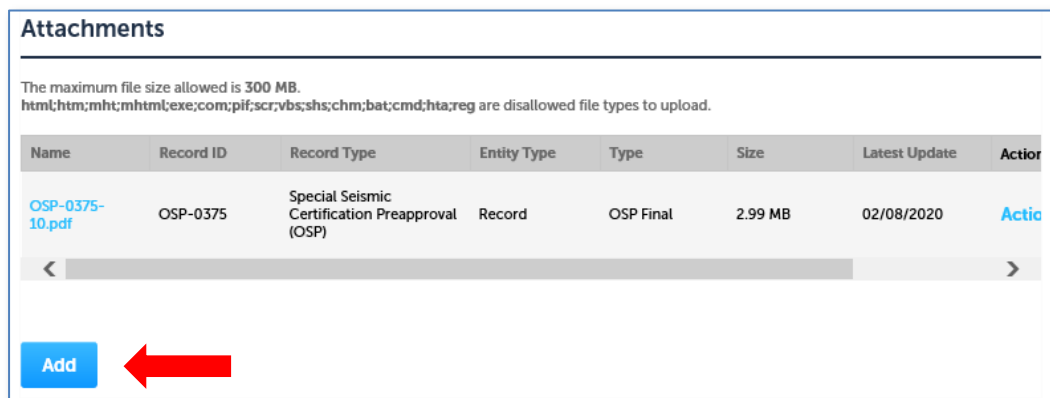 Attachments
The maximum file size allowed is 300 MB.
html;htm;mht;mhtml;exe;com;pif;scr;vbs;shs;chm;bat;cmd;hta;reg are disallowed file types to upload.
Name Record ID Record Type Entity Type Type Size Latest Update Action
OSP-0375-
10.pdf OSP-0375 Special Seismic
Certification Preapproval
(OSP) Record OSP Final 2.99 MB 02/08/2020 Actio
Add